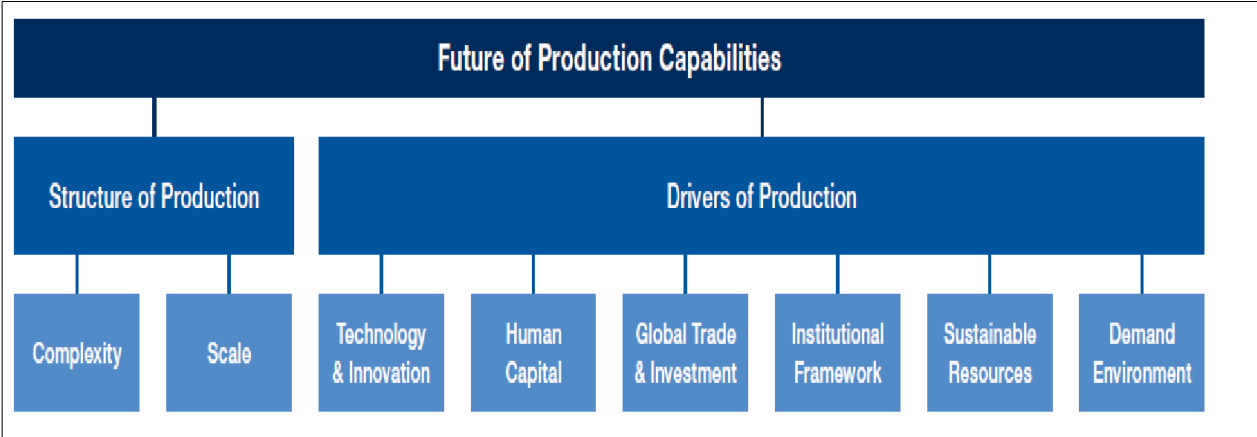 Future of Production Capabilities
Structure of Production
Drivers of Production
Complexity
Scale
Technology
& Innovation
Human
Capital
Global Trade
& Investment
Institutional
Framework
Sustainable
Resources
Demand
Environment